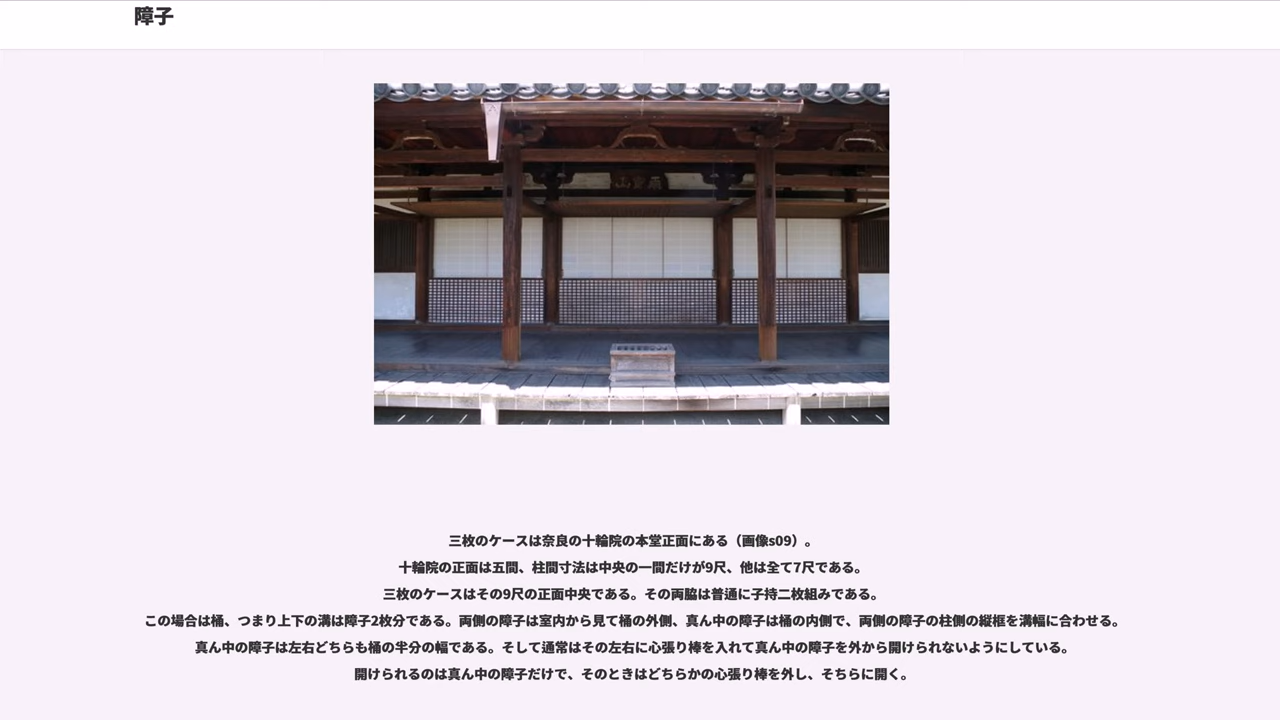 障子
三枚のケースは奈良の十輪院の本堂正面にある（画像s09）。
十輪院の正面は五間、柱間寸法は中央の一間だけが9尺、他は全て7尺である。
三枚のケースはその9尺の正面中央である。その両脇は普通に子持二枚組みである。
この場合は桶、つまり上下の溝は障子2枚分である。両側の障子は室内から見て桶の外側、真ん中の障子は桶の内側で、両側の障子の柱側の縦框を溝幅に合わせる。
真ん中の障子は左右どちらも桶の半分の幅である。そして通常はその左右に心張り棒を入れて真ん中の障子を外から開けられないようにしている。
開けられるのは真ん中の障子だけで、そのときはどちらかの心張り棒を外し、そちらに開く。